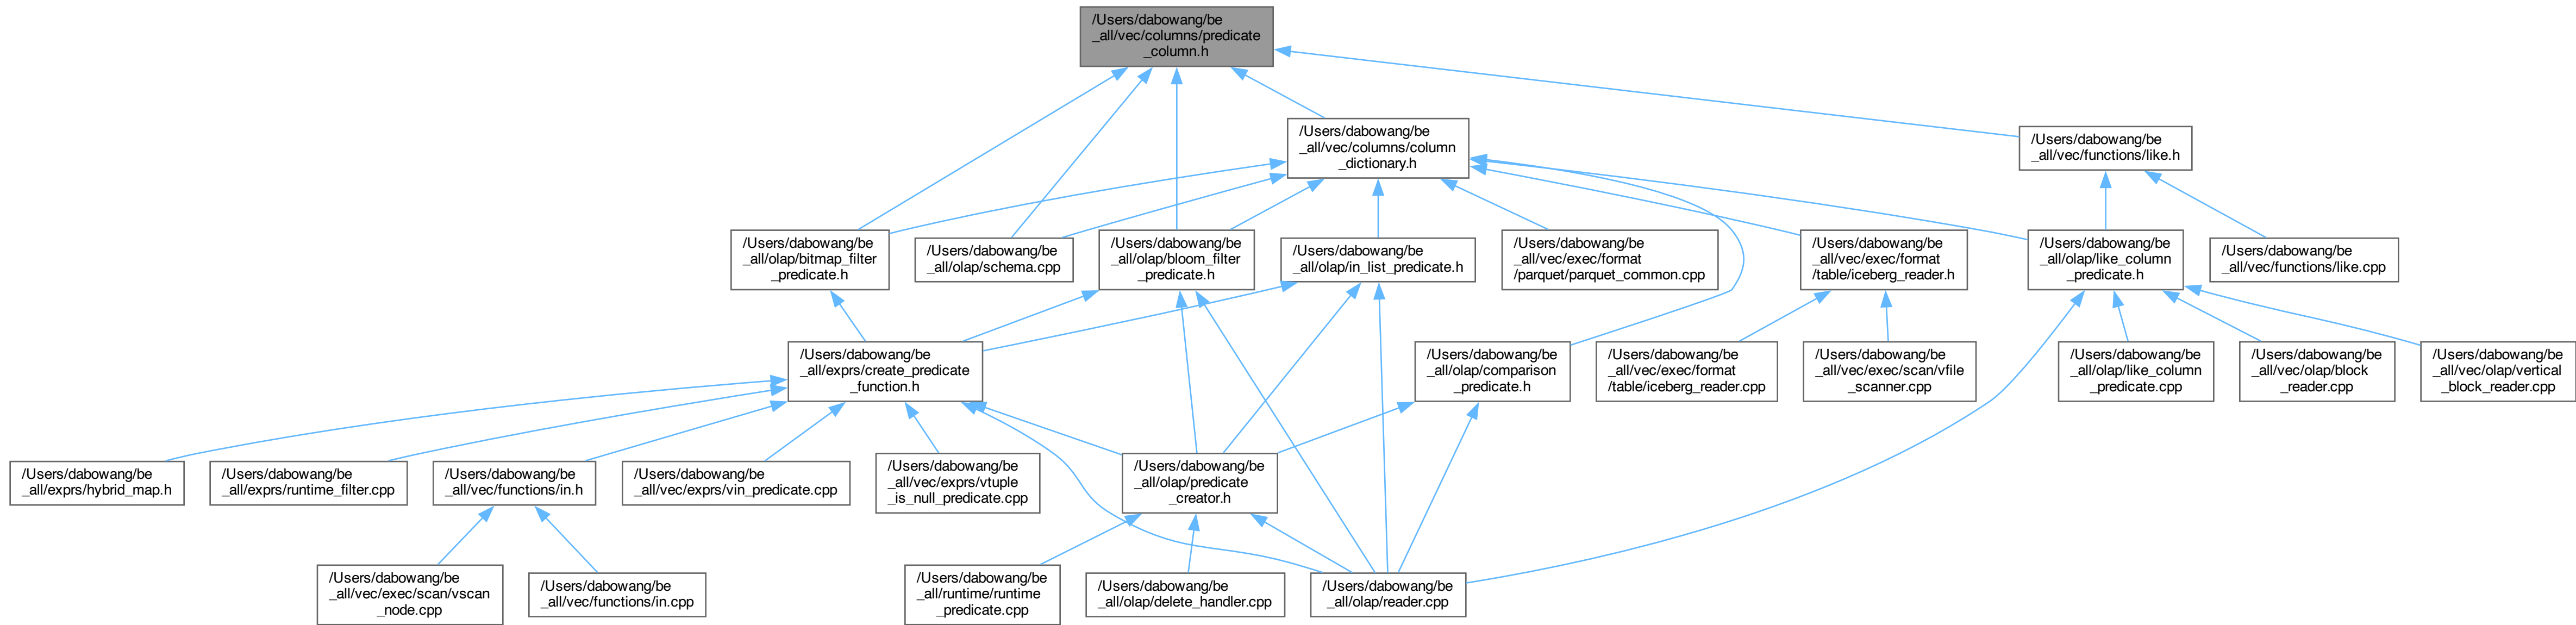 /Users/dabowang/be
_all/vec/columns/predicate
_column.h
/Users/dabowang/be
_all/vec/columns/column
_dictionary.h
/Users/dabowang/be
_all/vec/functions/like.h
/Users/dabowang/be
_all/olap/bitmap_filter
_predicate.h
/Users/dabowang/be
_all/olap/schema.cpp
/Users/dabowang/be
_all/olap/bloom_filter
_predicate.h
/Users/dabowang/be
_all/olap/in_list_predicate.h
/Users/dabowang/be
_all/vec/exec/format
/parquet/parquet_common.cpp
/Users/dabowang/be
_all/vec/exec/format
/table/iceberg_reader.h
/Users/dabowang/be
_all/olap/like_column
_predicate.h
/Users/dabowang/be
_all/vec/functions/like.cpp
/Users/dabowang/be
_all/exprs/create_predicate
_function.h
/Users/dabowang/be
_all/olap/comparison
_predicate.h
/Users/dabowang/be
_all/vec/exec/format
/table/iceberg_reader.cpp
/Users/dabowang/be
_all/vec/exec/scan/vfile
_scanner.cpp
/Users/dabowang/be
_all/olap/like_column
_predicate.cpp
/Users/dabowang/be
_all/vec/olap/block
_reader.cpp
/Users/dabowang/be
_all/vec/olap/vertical
_block_reader.cpp
/Users/dabowang/be
_all/exprs/hybrid_map.h
/Users/dabowang/be
_all/exprs/runtime_filter.cpp
/Users/dabowang/be
_all/vec/functions/in.h
/Users/dabowang/be
_all/vec/exprs/vin_predicate.cpp
/Users/dabowang/be
_all/vec/exprs/vtuple
_is_null_predicate.cpp
/Users/dabowang/be
_all/olap/predicate
_creator.h
/Users/dabowang/be
_all/vec/exec/scan/vscan
_node.cpp
/Users/dabowang/be
_all/vec/functions/in.cpp
/Users/dabowang/be
_all/runtime/runtime
_predicate.cpp
/Users/dabowang/be
_all/olap/delete_handler.cpp
/Users/dabowang/be
_all/olap/reader.cpp